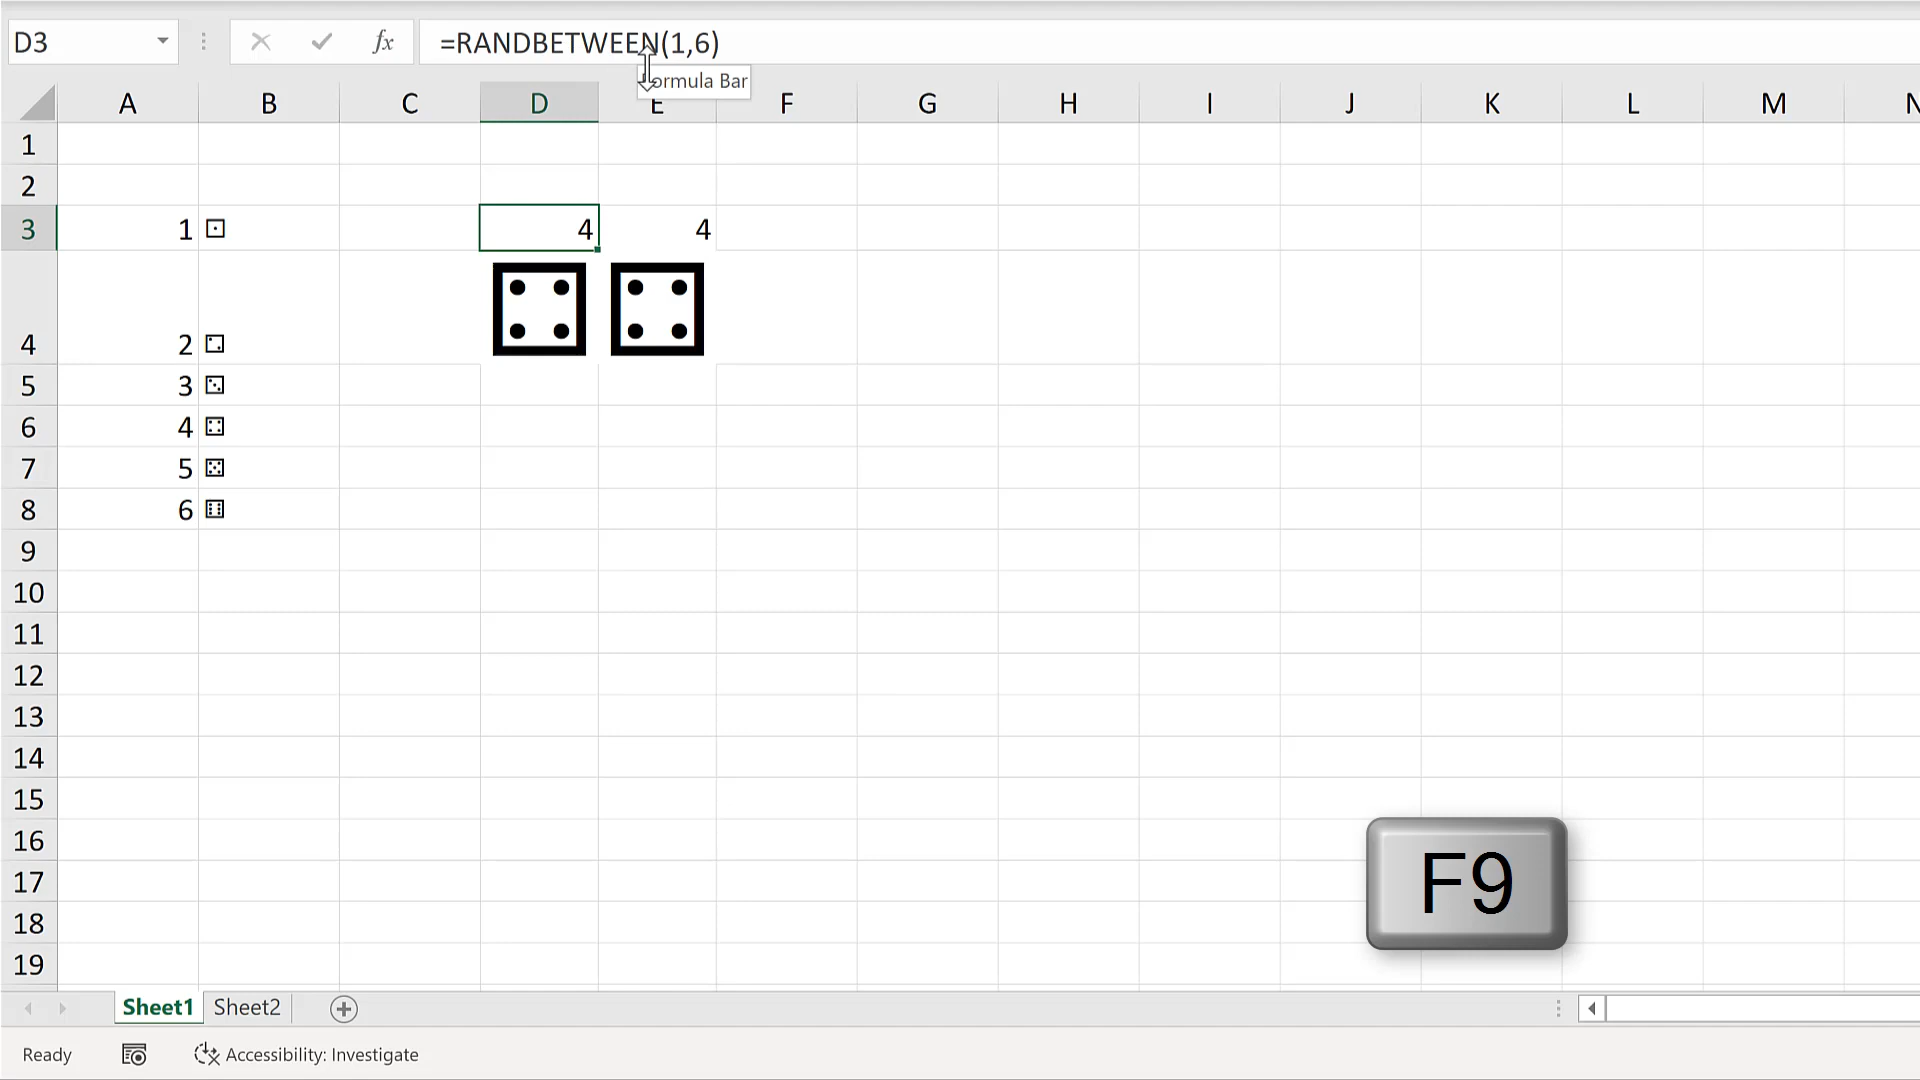 D3 fx =RANDBETWEEN(1,6)
Formula Bar
A B C D E F G H I J K L M N
1
2
3 1 ⚀ 4 4
4 2 ⚁
5 3 ⚂
6 4 ⚃
7 5 ⚄
8 6 ⚅
9
10
11
12
13
14
15
16
17
F9
18
19
Sheet1 Sheet2
Ready Accessibility: Investigate